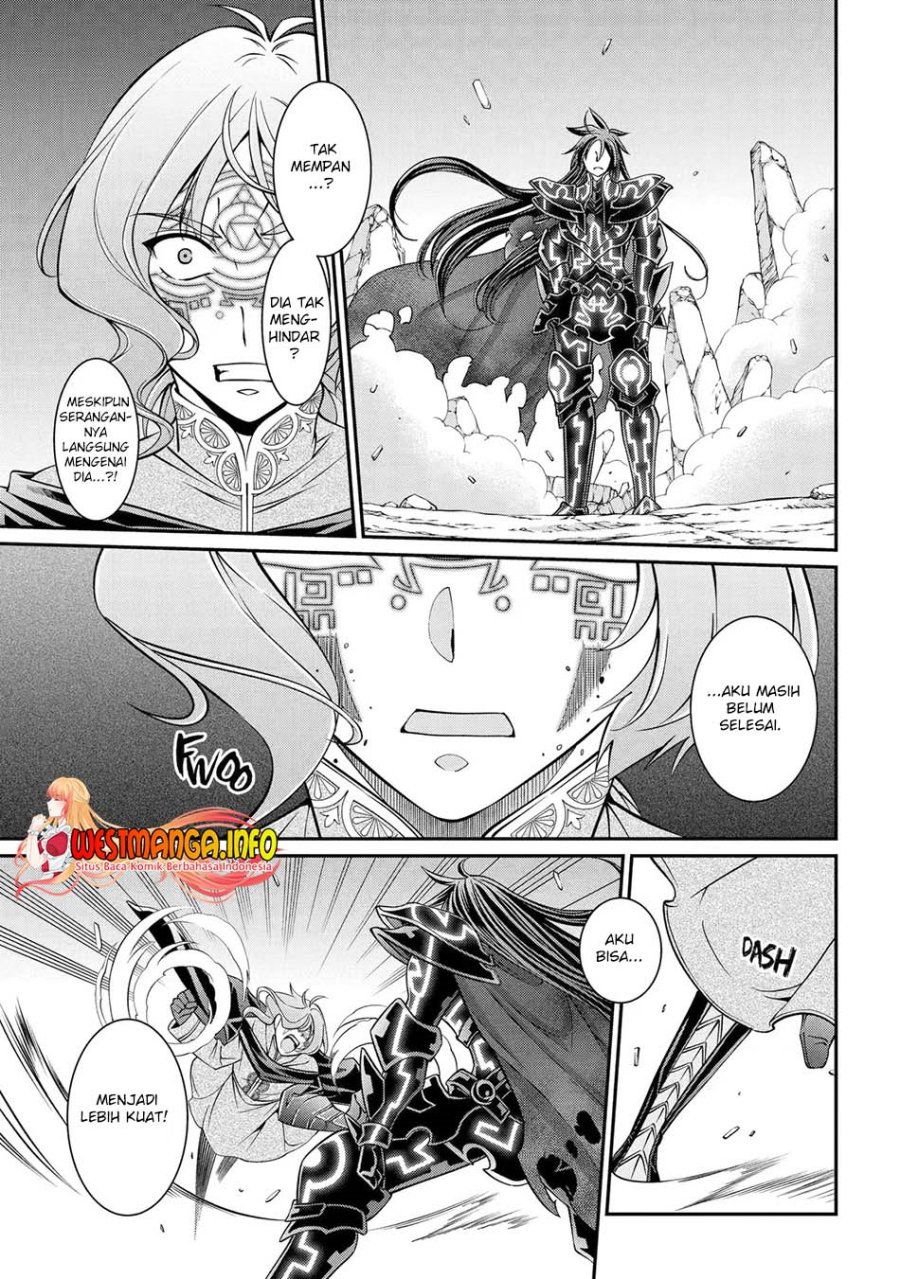 TAK
MEMPAN
...?
DIA TAK
MENG-
HINDAR
?
MESKIPUN
SERANGAN-
NYA
LANGSUNG
MENGENAI
DIA...?!
...AKU MASIH
BELUM
SELESAI.
FWOO
WESTMANGA.INFO
Situs Baca Komik Berbahasa Indonesia
DASH
AKU
BISA...
MENJADI
LEBIH KUAT!